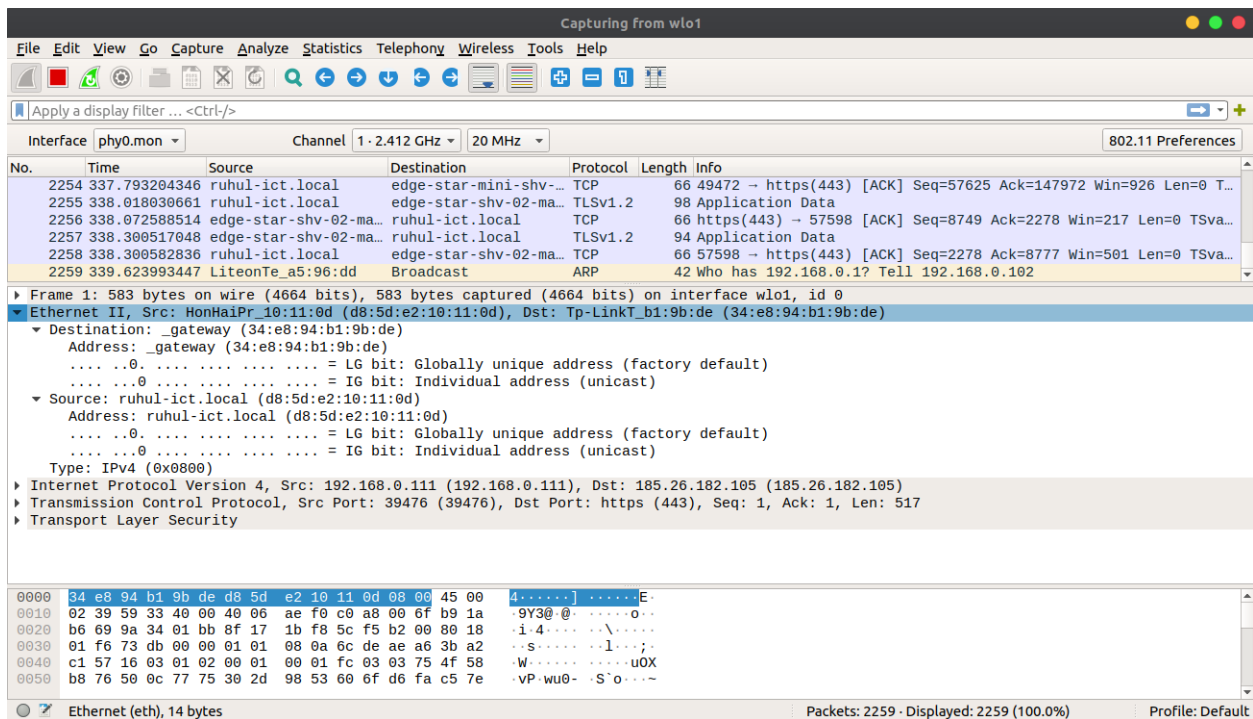 Capturing from wlo1
File Edit View Go Capture Analyze Statistics Telephony Wireless Tools Help
Apply a display filter … <Ctrl-/>
Interface phy0.mon Channel 1 · 2.412 GHz 20 MHz 802.11 Preferences
No. Time Source Destination Protocol Length Info
2254 337.793204346 ruhul-ict.local edge-star-mini-shv-… TCP 66 49472 → https(443) [ACK] Seq=57625 Ack=147972 Win=926 Len=0 T…
2255 338.018030661 ruhul-ict.local edge-star-shv-02-ma… TLSv1.2 98 Application Data
2256 338.072588514 edge-star-shv-02-ma… ruhul-ict.local TCP 66 https(443) → 57598 [ACK] Seq=8749 Ack=2278 Win=217 Len=0 TSva…
2257 338.300517048 edge-star-shv-02-ma… ruhul-ict.local TLSv1.2 94 Application Data
2258 338.300582836 ruhul-ict.local edge-star-shv-02-ma… TCP 66 57598 → https(443) [ACK] Seq=2278 Ack=8777 Win=501 Len=0 TSva…
2259 339.623993447 LiteonTe_a5:96:dd Broadcast ARP 42 Who has 192.168.0.1? Tell 192.168.0.102
Frame 1: 583 bytes on wire (4664 bits), 583 bytes captured (4664 bits) on interface wlo1, id 0
Ethernet II, Src: HonHaiPr_10:11:0d (d8:5d:e2:10:11:0d), Dst: Tp-LinkT_b1:9b:de (34:e8:94:b1:9b:de)
Destination: _gateway (34:e8:94:b1:9b:de)
Address: _gateway (34:e8:94:b1:9b:de)
.... ..0. .... .... .... .... = LG bit: Globally unique address (factory default)
.... ...0 .... .... .... .... = IG bit: Individual address (unicast)
Source: ruhul-ict.local (d8:5d:e2:10:11:0d)
Address: ruhul-ict.local (d8:5d:e2:10:11:0d)
.... ..0. .... .... .... .... = LG bit: Globally unique address (factory default)
.... ...0 .... .... .... .... = IG bit: Individual address (unicast)
Type: IPv4 (0x0800)
Internet Protocol Version 4, Src: 192.168.0.111 (192.168.0.111), Dst: 185.26.182.105 (185.26.182.105)
Transmission Control Protocol, Src Port: 39476 (39476), Dst Port: https (443), Seq: 1, Ack: 1, Len: 517
Transport Layer Security
0000 34 e8 94 b1 9b de d8 5d e2 10 11 0d 08 00 45 00 4······] ······E·
0010 02 39 59 33 40 00 40 06 ae f0 c0 a8 00 6f b9 1a ·9Y3@·@· ·····o··
0020 b6 69 9a 34 01 bb 8f 17 1b f8 5c f5 b2 00 80 18 ·i·4···· ··\·····
0030 01 f6 73 db 00 00 01 01 08 0a 6c de ae a6 3b a2 ··s····· ··l···;·
0040 c1 57 16 03 01 02 00 01 00 01 fc 03 03 75 4f 58 ·W······ ·····uOX
0050 b8 76 50 0c 77 75 30 2d 98 53 60 6f d6 fa c5 7e ·vP·wu0- ·S`o···~
Ethernet (eth), 14 bytes Packets: 2259 · Displayed: 2259 (100.0%) Profile: Default